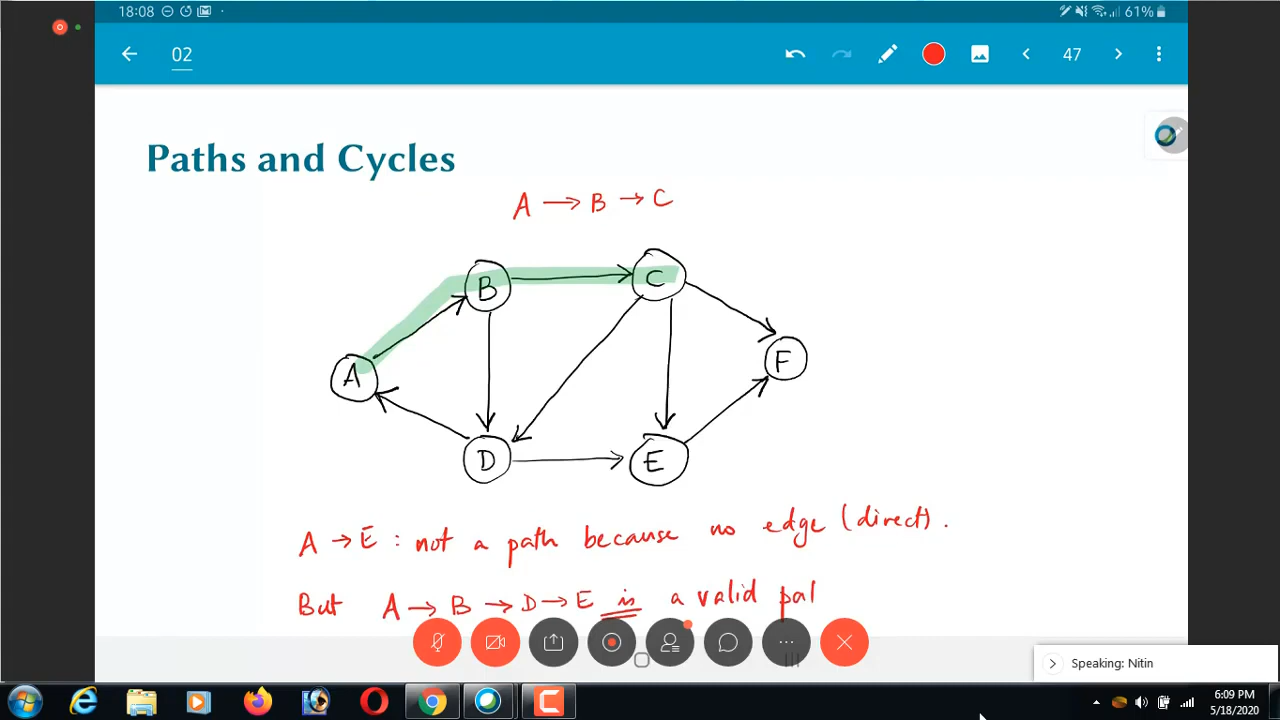 18:08
61%
02
47
Paths and Cycles
A → B → C
B
C
A
F
D
E
A → E : not a path because no edge (direct).
But A → B → D → E is a valid pat
Speaking: Nitin
6:09 PM
5/18/2020